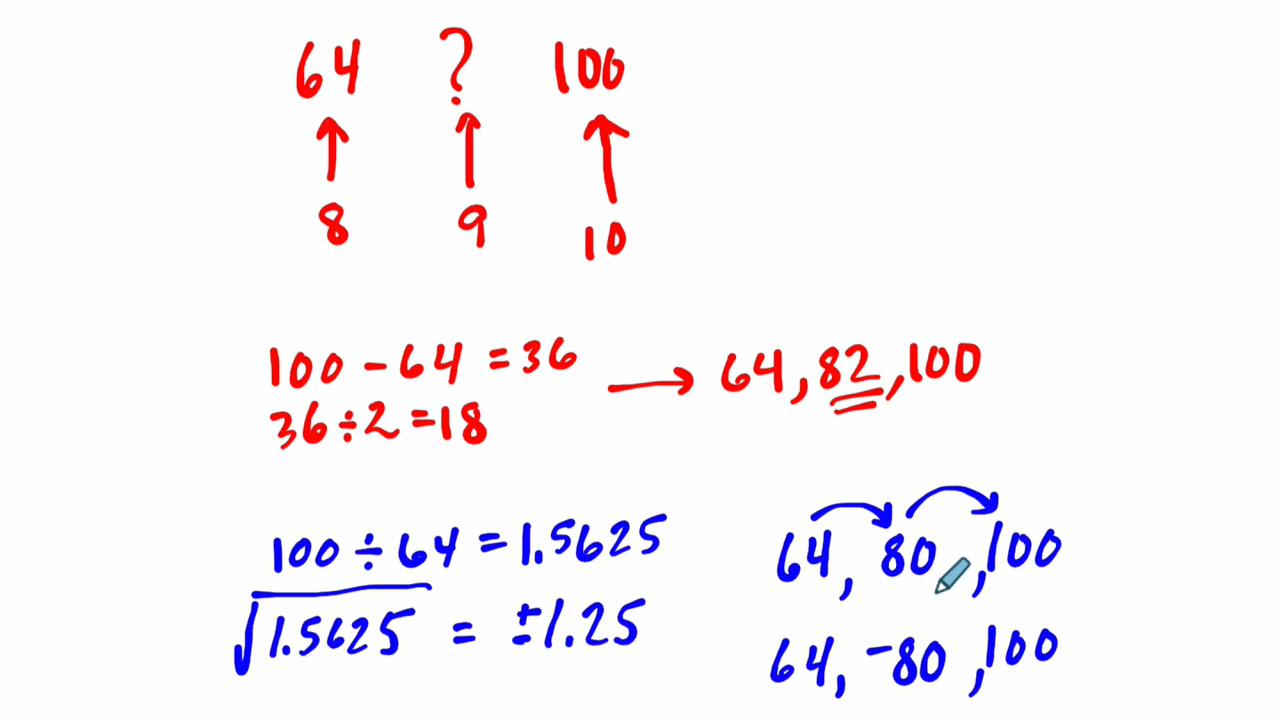 64 ? 100
8 9 10
100 - 64 = 36
36 ÷ 2 = 18
→ 64, 82, 100
100 ÷ 64 = 1.5625
√1.5625 = ±1.25
64, 80, 100
64, -80, 100